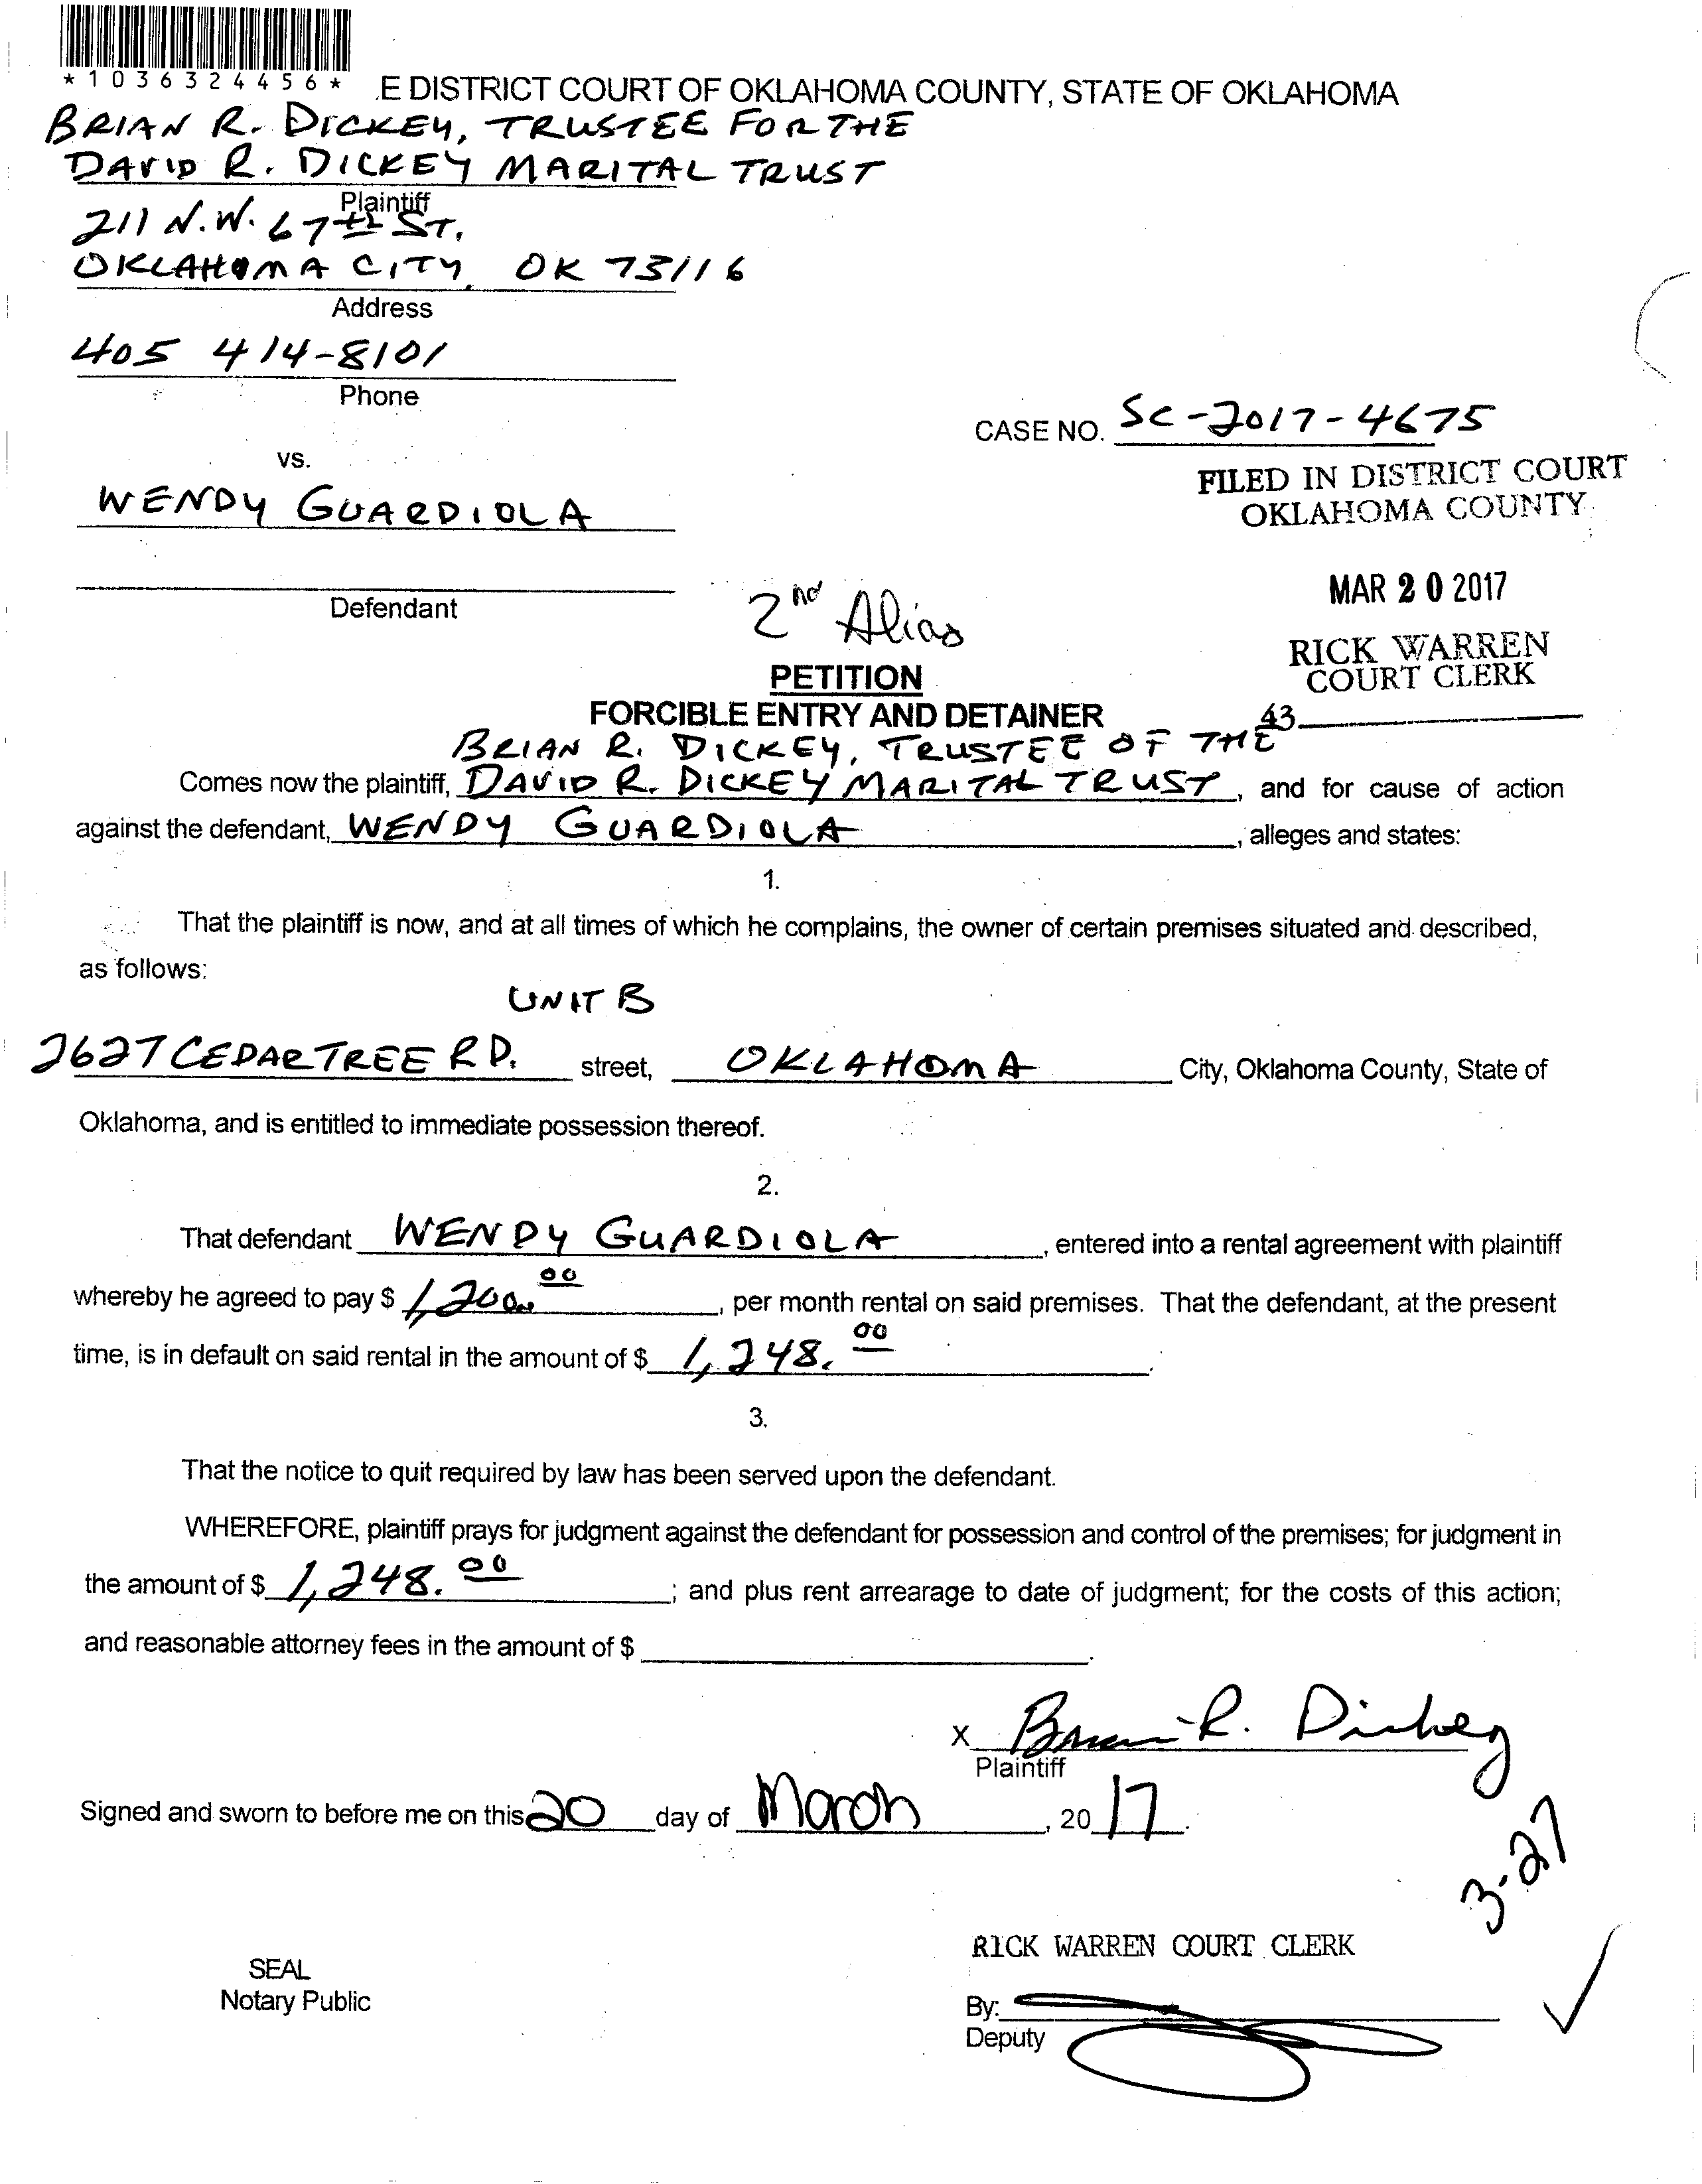 *1036324456*
E DISTRICT COURT OF OKLAHOMA COUNTY, STATE OF OKLAHOMA
BRIAN R. DICKEY, TRUSTEE FOR THE
DAVID R. DICKEY MARITAL TRUST
Plaintiff
211 N.W. 67th ST.
OKLAHOMA CITY, OK 73116
Address
405 414-8101
Phone
CASE NO. SC-2017-4675
vs.
FILED IN DISTRICT COURT
OKLAHOMA COUNTY
WENDY GUARDIOLA
MAR 20 2017
Defendant
2nd Alias
RICK WARREN
COURT CLERK
PETITION
FORCIBLE ENTRY AND DETAINER
43
BRIAN R. DICKEY, TRUSTEE OF THE
Comes now the plaintiff, DAVID R. DICKEY MARITAL TRUST, and for cause of action
against the defendant, WENDY GUARDIOLA, alleges and states:
1.
That the plaintiff is now, and at all times of which he complains, the owner of certain premises situated and described,
as follows:
UNIT B
2627 CEDAR TREE RD. street, OKLAHOMA City, Oklahoma County, State of
Oklahoma, and is entitled to immediate possession thereof.
2.
That defendant WENDY GUARDIOLA, entered into a rental agreement with plaintiff
whereby he agreed to pay $ 1,200.00, per month rental on said premises. That the defendant, at the present
time, is in default on said rental in the amount of $ 1,248.00.
3.
That the notice to quit required by law has been served upon the defendant.
WHEREFORE, plaintiff prays for judgment against the defendant for possession and control of the premises; for judgment in
the amount of $ 1,248.00; and plus rent arrearage to date of judgment; for the costs of this action;
and reasonable attorney fees in the amount of $ .
X Brian R. Dickey
Plaintiff
Signed and sworn to before me on this 20 day of March, 2017.
3-27
RICK WARREN COURT CLERK
SEAL
Notary Public
By:
Deputy